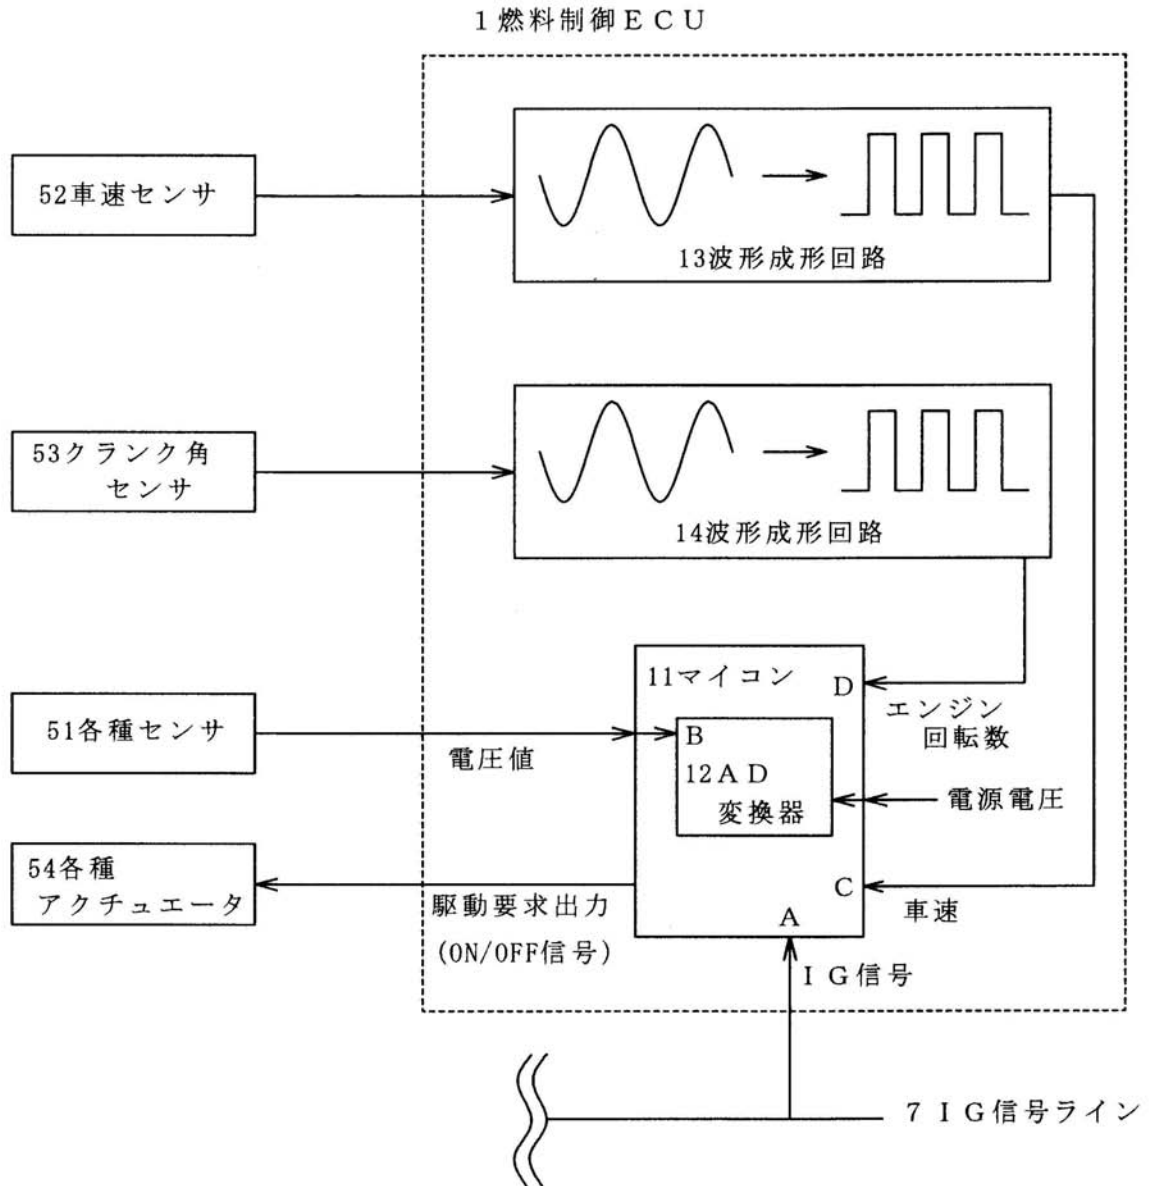 1燃料制御ECU
52車速センサ
13波形成形回路
53クランク角
センサ
14波形成形回路
11マイコン
D
エンジン
回転数
51各種センサ
電圧値
B
12AD
変換器
電源電圧
54各種
アクチュエータ
駆動要求出力
(ON/OFF信号)
C
車速
A
IG信号
7 IG信号ライン